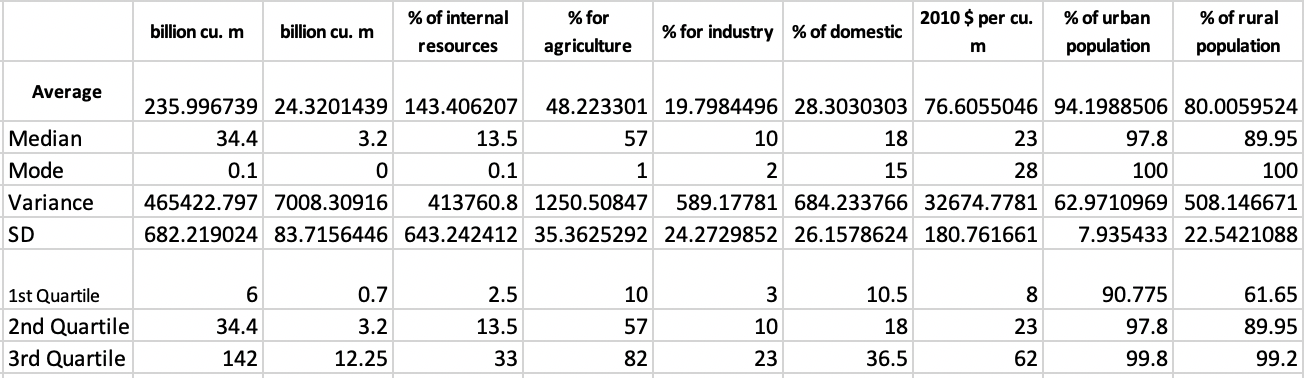 billion cu. m billion cu. m % of internal resources % for agriculture % for industry % of domestic 2010 $ per cu. m % of urban population % of rural population
Average 235.996739 24.3201439 143.406207 48.223301 19.7984496 28.3030303 76.6055046 94.1988506 80.0059524
Median 34.4 3.2 13.5 57 10 18 23 97.8 89.95
Mode 0.1 0 0.1 1 2 15 28 100 100
Variance 465422.797 7008.30916 413760.8 1250.50847 589.17781 684.233766 32674.7781 62.9710969 508.146671
SD 682.219024 83.7156446 643.242412 35.3625292 24.2729852 26.1578624 180.761661 7.935433 22.5421088
1st Quartile 6 0.7 2.5 10 3 10.5 8 90.775 61.65
2nd Quartile 34.4 3.2 13.5 57 10 18 23 97.8 89.95
3rd Quartile 142 12.25 33 82 23 36.5 62 99.8 99.2